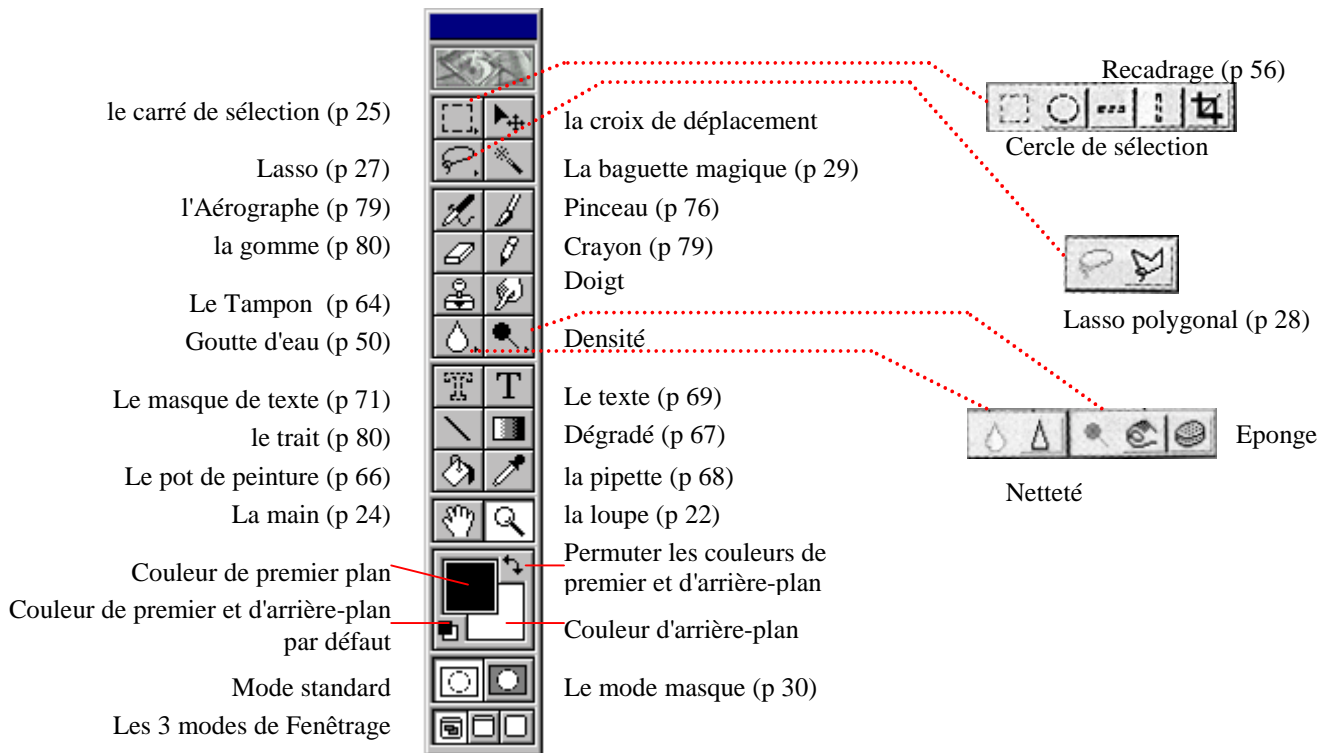 Recadrage (p 56)
le carré de sélection (p 25)
la croix de déplacement
Cercle de sélection
Lasso (p 27)
La baguette magique (p 29)
l'Aérographe (p 79)
Pinceau (p 76)
la gomme (p 80)
Crayon (p 79)
Doigt
Le Tampon (p 64)
Lasso polygonal (p 28)
Goutte d'eau (p 50)
Densité
Le masque de texte (p 71)
Le texte (p 69)
le trait (p 80)
Dégradé (p 67)
Eponge
Le pot de peinture (p 66)
la pipette (p 68)
Netteté
La main (p 24)
la loupe (p 22)
Permuter les couleurs de
premier et d'arrière-plan
Couleur de premier plan
Couleur de premier et d'arrière-plan
par défaut
Couleur d'arrière-plan
Mode standard
Le mode masque (p 30)
Les 3 modes de Fenêtrage